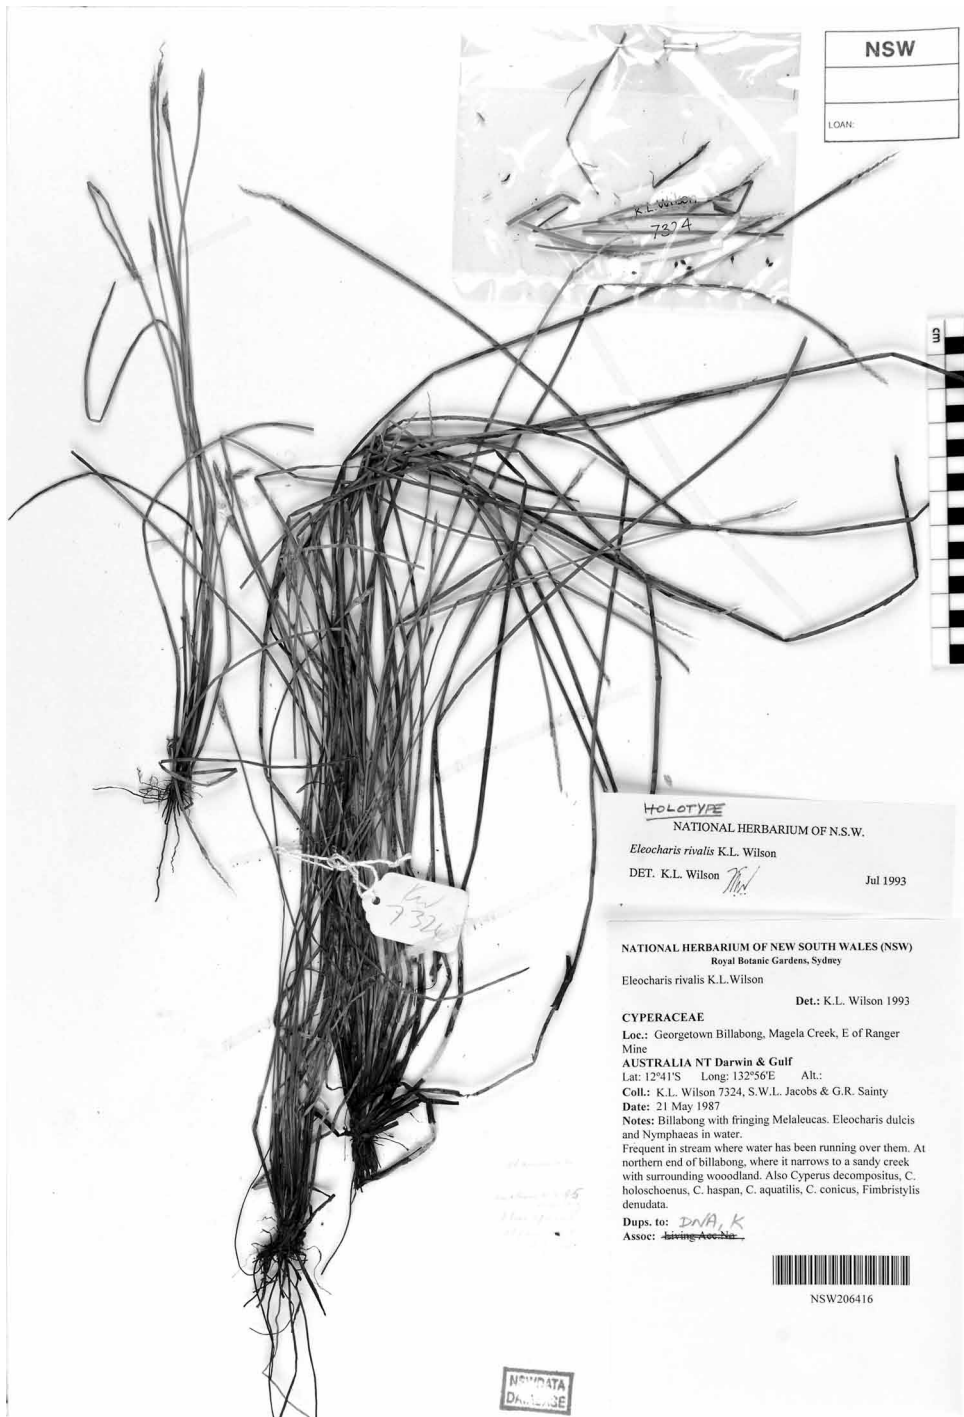 NSW
LOAN:
K.L. Wilson
7324
cm
KW
7324
HOLOTYPE
NATIONAL HERBARIUM OF N.S.W.
Eleocharis rivalis K.L. Wilson
DET. K.L. Wilson
Jul 1993
NATIONAL HERBARIUM OF NEW SOUTH WALES (NSW)
Royal Botanic Gardens, Sydney
Eleocharis rivalis K.L.Wilson
Det.: K.L. Wilson 1993
CYPERACEAE
Loc.: Georgetown Billabong, Magela Creek, E of Ranger
Mine
AUSTRALIA NT Darwin & Gulf
Lat: 12°41'S Long: 132°56'E Alt.:
Coll.: K.L. Wilson 7324, S.W.L. Jacobs & G.R. Sainty
Date: 21 May 1987
Notes: Billabong with fringing Melaleucas. Eleocharis dulcis
and Nymphaeas in water.
Frequent in stream where water has been running over them. At
northern end of billabong, where it narrows to a sandy creek
with surrounding wooodland. Also Cyperus decompositus, C.
holoschoenus, C. haspan, C. aquatilis, C. conicus, Fimbristylis
denudata.
Dups. to: DNA, K
Assoc: Living Acc.No.
NSW206416
NSWDATA
DATABASE